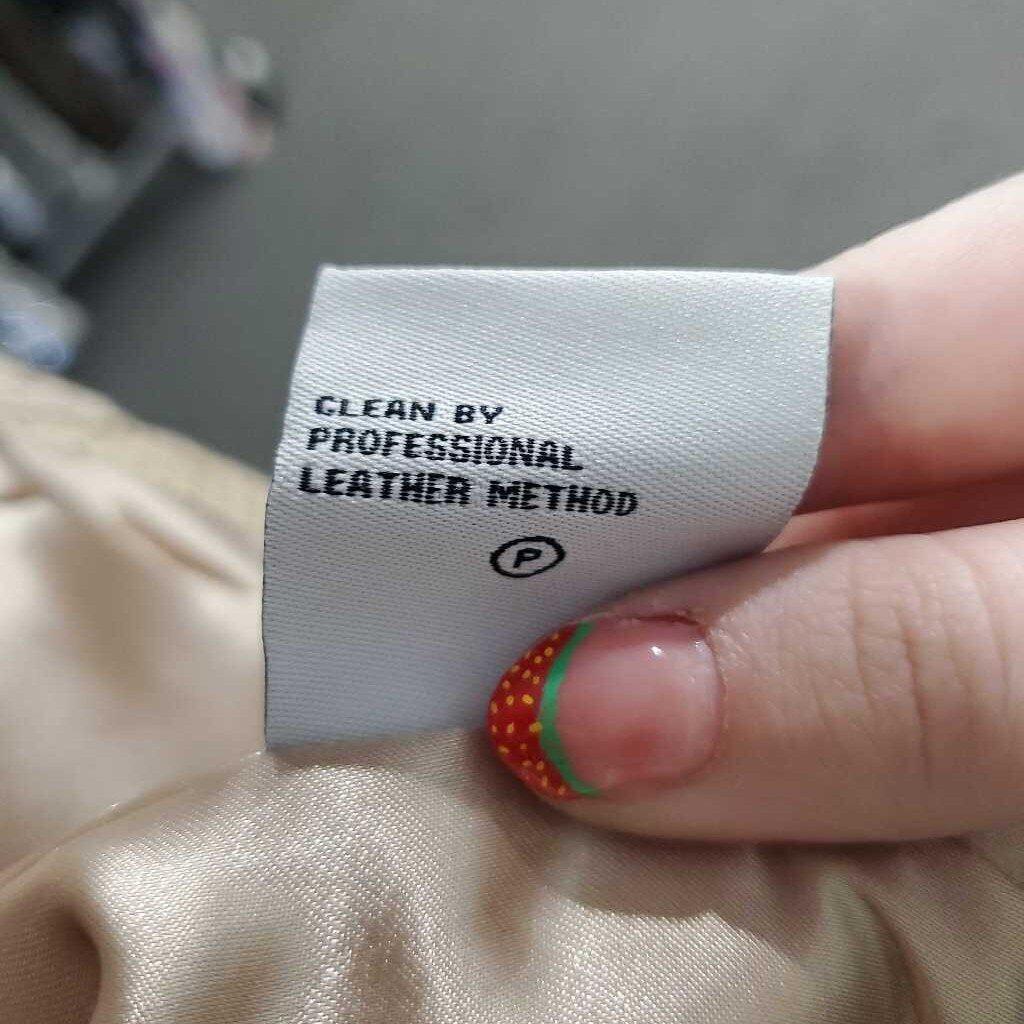 CLEAN BY
PROFESSIONAL
LEATHER METHOD
P